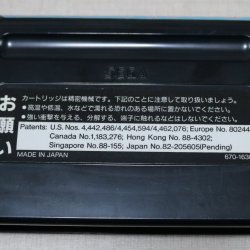 SEGA
お願い
カートリッジは精密機械です。下記のことに注意して取り扱いましょう。
●高温や低温、水などで濡れる恐れのある場所に置かないでください。
●強い衝撃を与える、分解する、端子に触れるなどはしないでください。
Patents: U.S. Nos. 4,442,486/4,454,594/4,462,076; Europe No. 80244
Canada No. 1,183,276; Hong Kong No. 88-4302;
Singapore No. 88-155; Japan No. 82-205605(Pending)
MADE IN JAPAN
670-1636